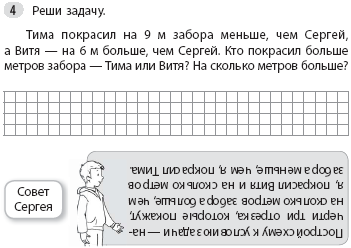 4 Реши задачу.
Тима покрасил на 9 м забора меньше, чем Сергей,
а Витя — на 6 м больше, чем Сергей. Кто покрасил больше
метров забора — Тима или Витя? На сколько метров больше?
Совет
Сергея
Построй схему к условию задачи — на-
черти три отрезка, которые покажут,
на сколько метров забора больше, чем
я, покрасил Витя и на сколько метров
забора меньше, чем я, покрасил Тима.